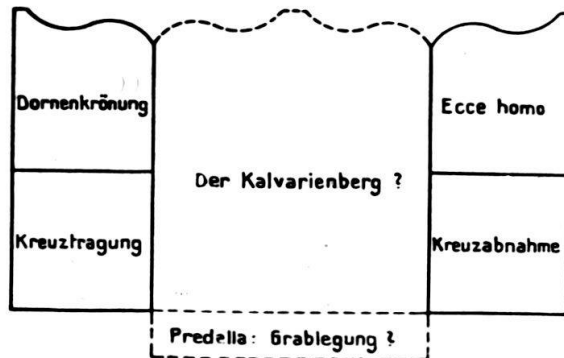 Dornenkrönung
Ecce homo
Der Kalvarienberg ?
Kreuztragung
Kreuzabnahme
Predella: Grablegung ?